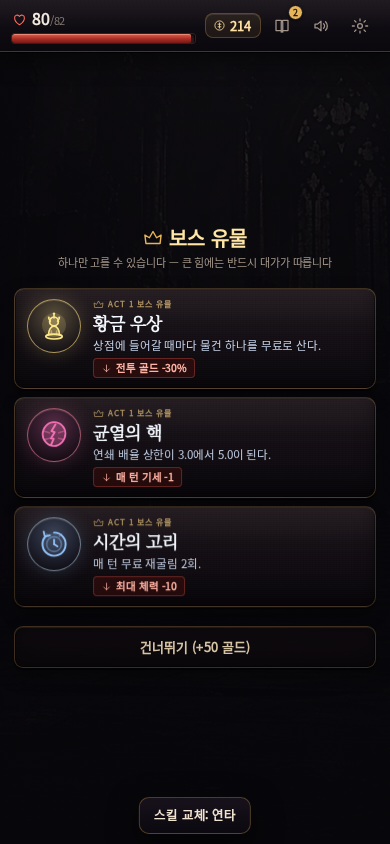 80/82
214
2
보스 유물
하나만 고를 수 있습니다 — 큰 힘에는 반드시 대가가 따릅니다
ACT 1 보스 유물
황금 우상
상점에 들어갈 때마다 물건 하나를 무료로 산다.
↓ 전투 골드 -30%
ACT 1 보스 유물
균열의 핵
연쇄 배율 상한이 3.0에서 5.0이 된다.
↓ 매 턴 기세 -1
ACT 1 보스 유물
시간의 고리
매 턴 무료 재굴림 2회.
↓ 최대 체력 -10
건너뛰기 (+50 골드)
스킬 교체: 연타